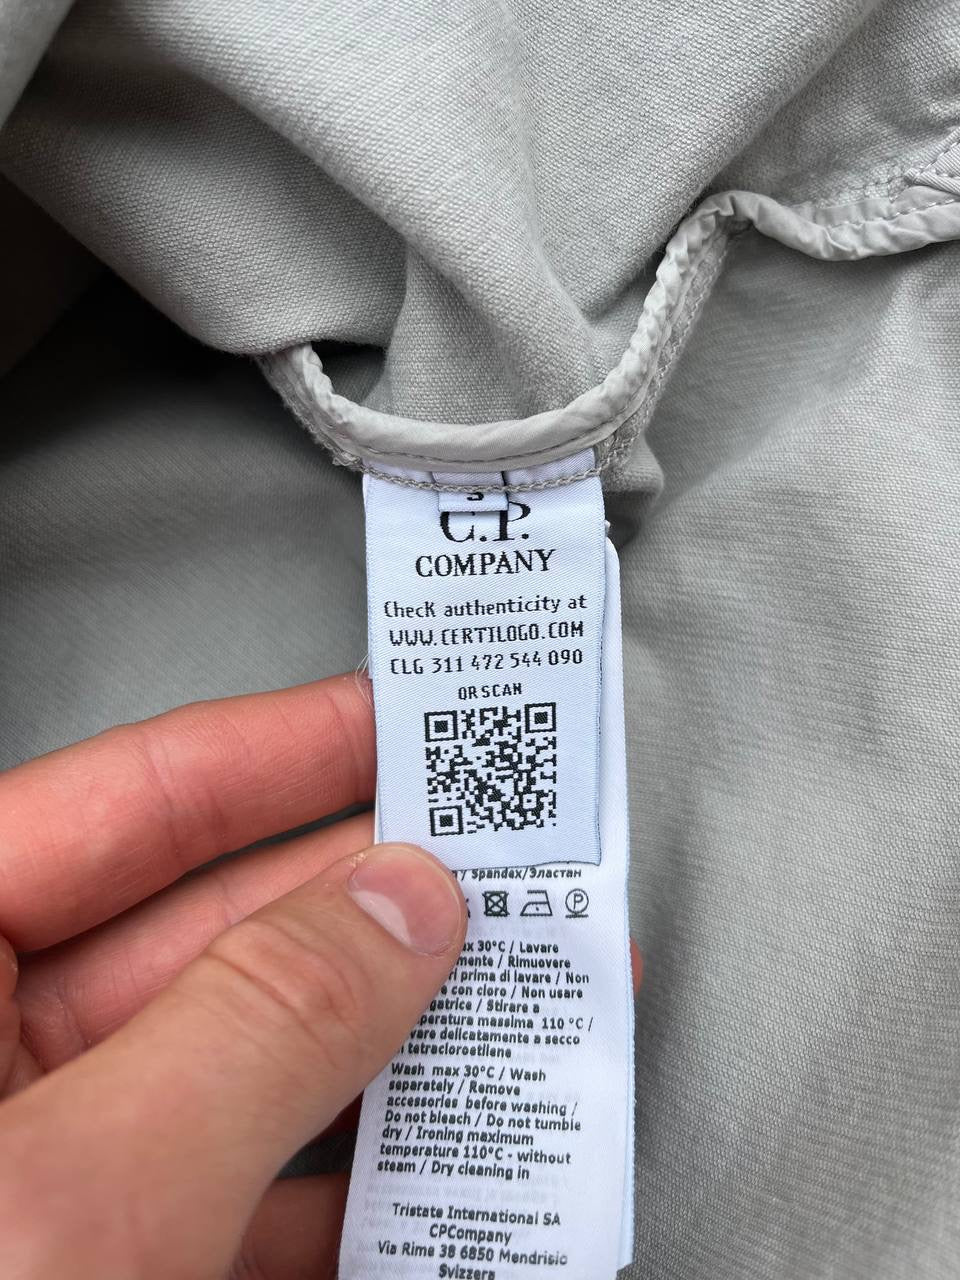 S
C.P.
COMPANY
Check authenticity at
WWW.CERTILOGO.COM
CLG 311 472 544 090
OR SCAN
/ Spandex/Эластан
P
30°C / Lavare
/ Rimuovere
prima di lavare / Non
con cloro / Non usare
/ Stirare a
massima 110 °C /
delicatamente a secco
tetracloroetilene
Wash max 30°C / Wash
separately / Remove
accessories before washing /
Do not bleach / Do not tumble
dry / Ironing maximum
temperature 110°C - without
steam / Dry cleaning in
Tristate International SA
CPCompany
Via Rime 38 6850 Mendrisio
Svizzera